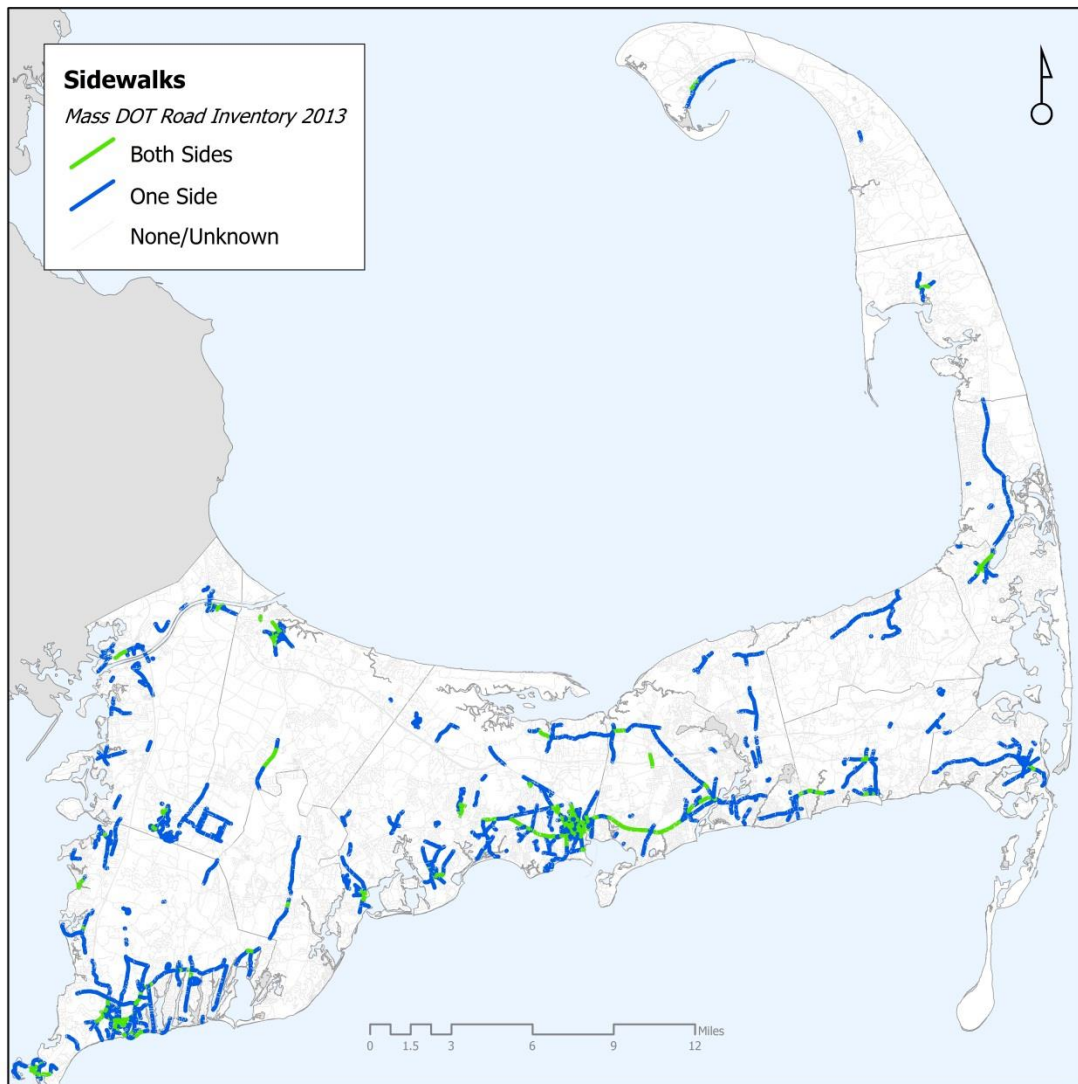 Sidewalks
Mass DOT Road Inventory 2013
Both Sides
One Side
None/Unknown
Miles
0 1.5 3 6 9 12